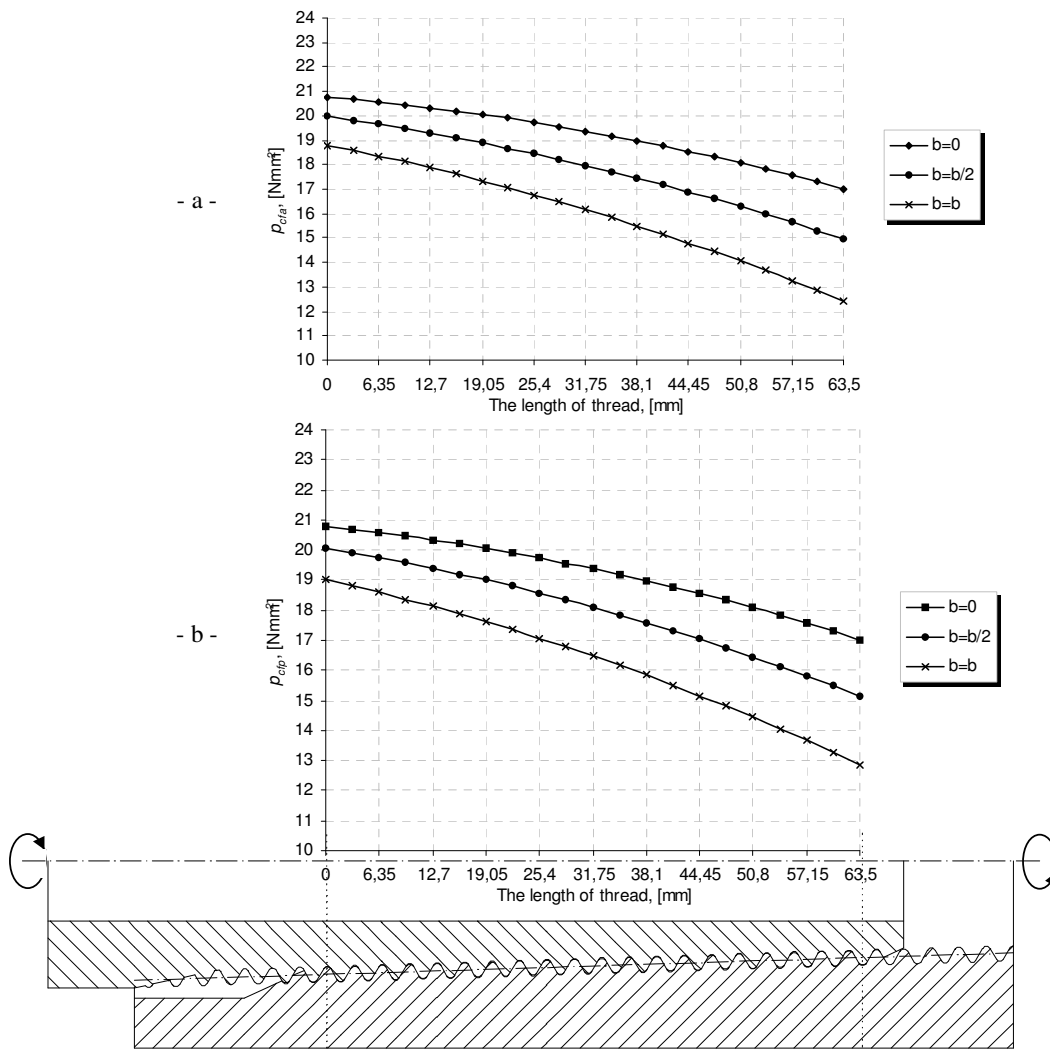 24
23
22
21
20
19
18
17
16
15
14
13
12
11
10
p_cfa, [Nmm²]
- a -
0 6,35 12,7 19,05 25,4 31,75 38,1 44,45 50,8 57,15 63,5
The length of thread, [mm]
b=0
b=b/2
b=b
24
23
22
21
20
19
18
17
16
15
14
13
12
11
10
p_cfp, [Nmm²]
- b -
0 6,35 12,7 19,05 25,4 31,75 38,1 44,45 50,8 57,15 63,5
The length of thread, [mm]
b=0
b=b/2
b=b